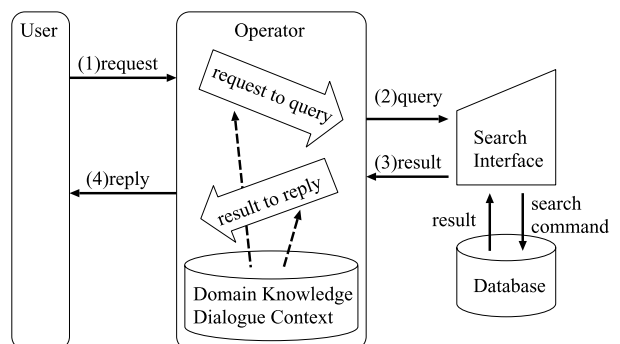 User
Operator
(1)request
request to query
(2)query
Search
Interface
(3)result
(4)reply
result to reply
result
search
command
Domain Knowledge
Dialogue Context
Database